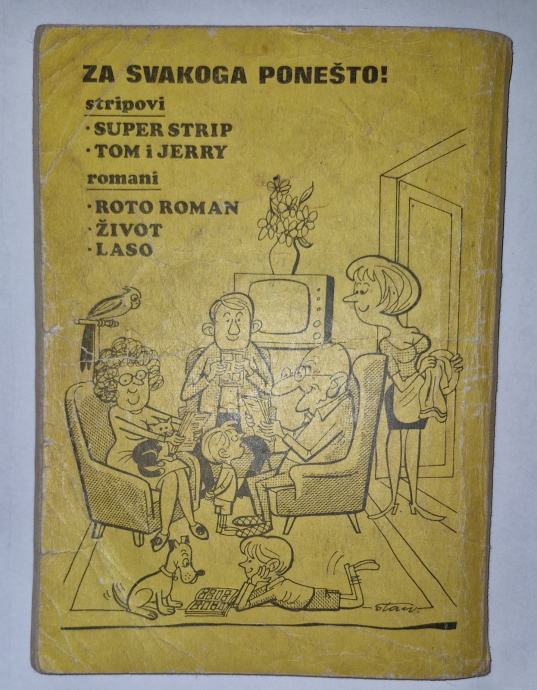 ZA SVAKOGA PONEŠTO!
stripovi
·SUPER STRIP
·TOM i JERRY
romani
·ROTO ROMAN
·ŽIVOT
·LASO